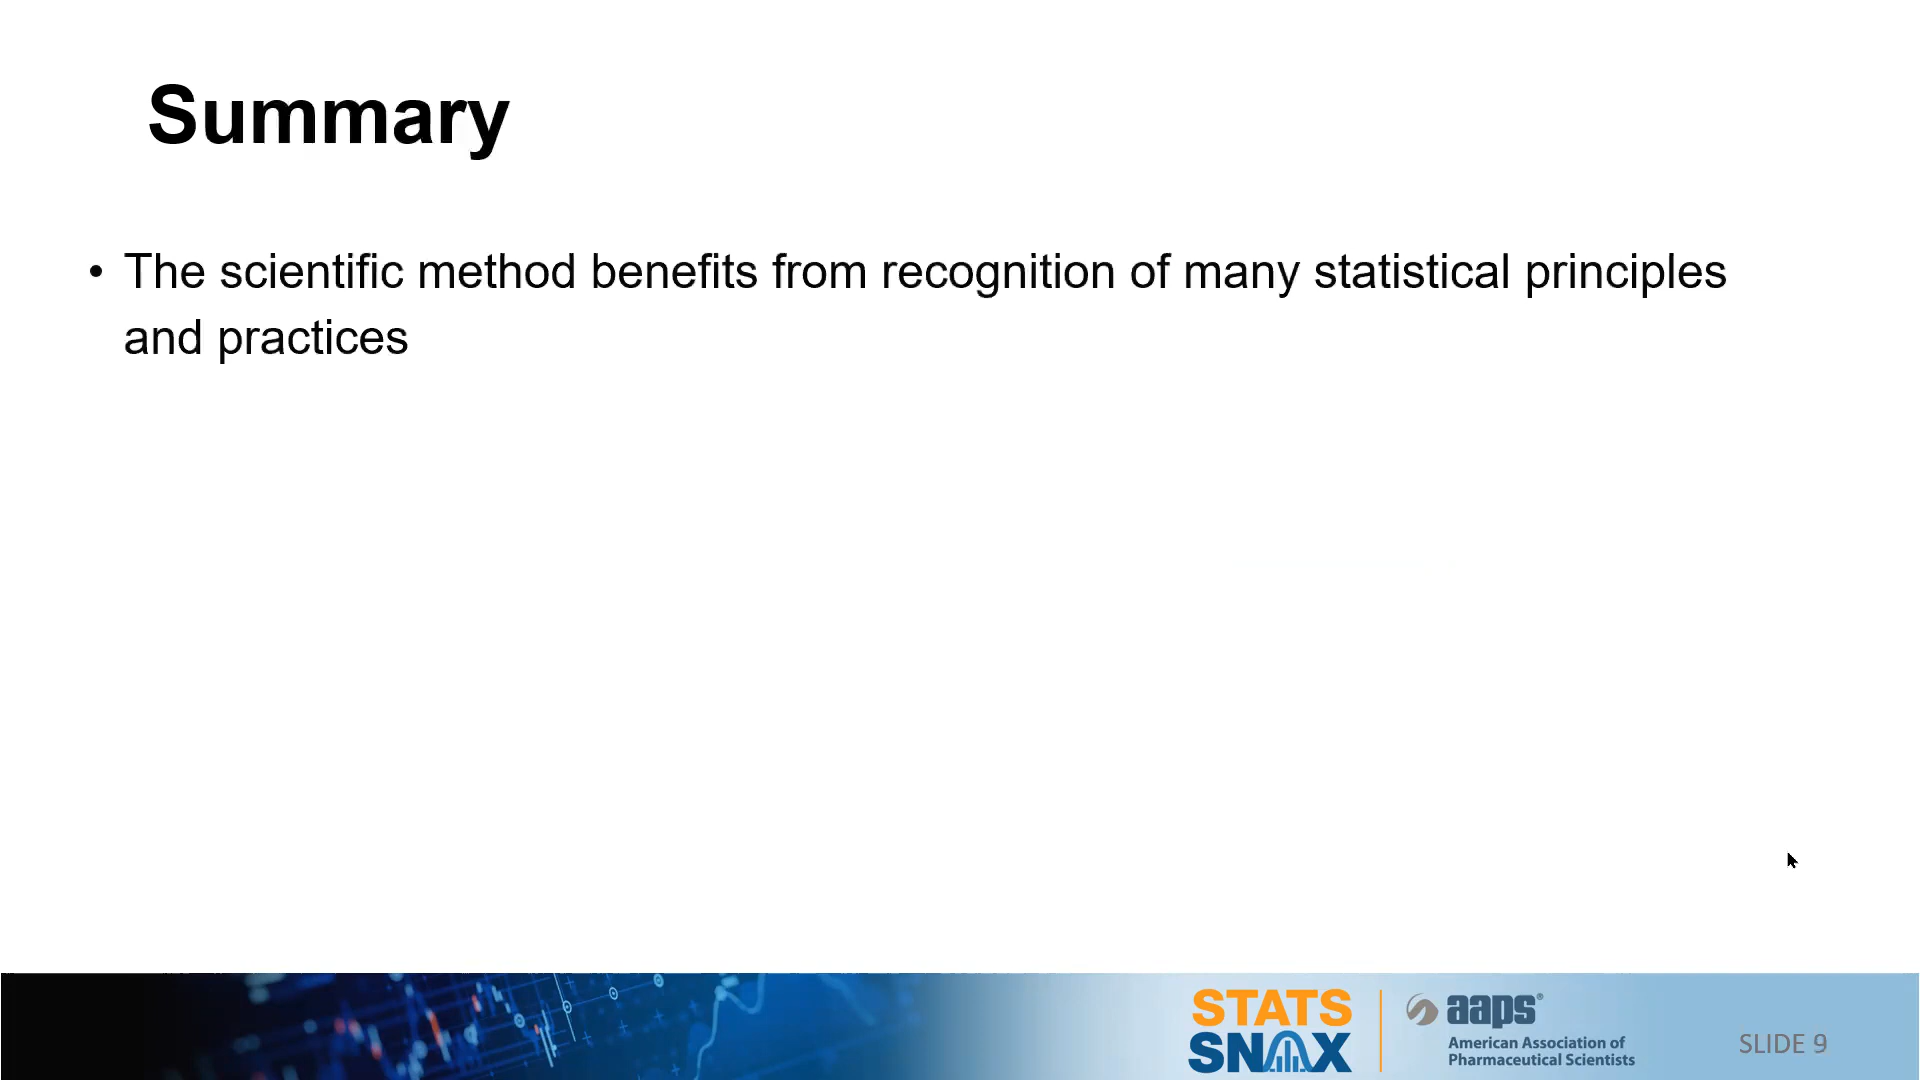 Summary
• The scientific method benefits from recognition of many statistical principles
and practices
STATS
SNAX
aaps®
American Association of
Pharmaceutical Scientists
SLIDE 9